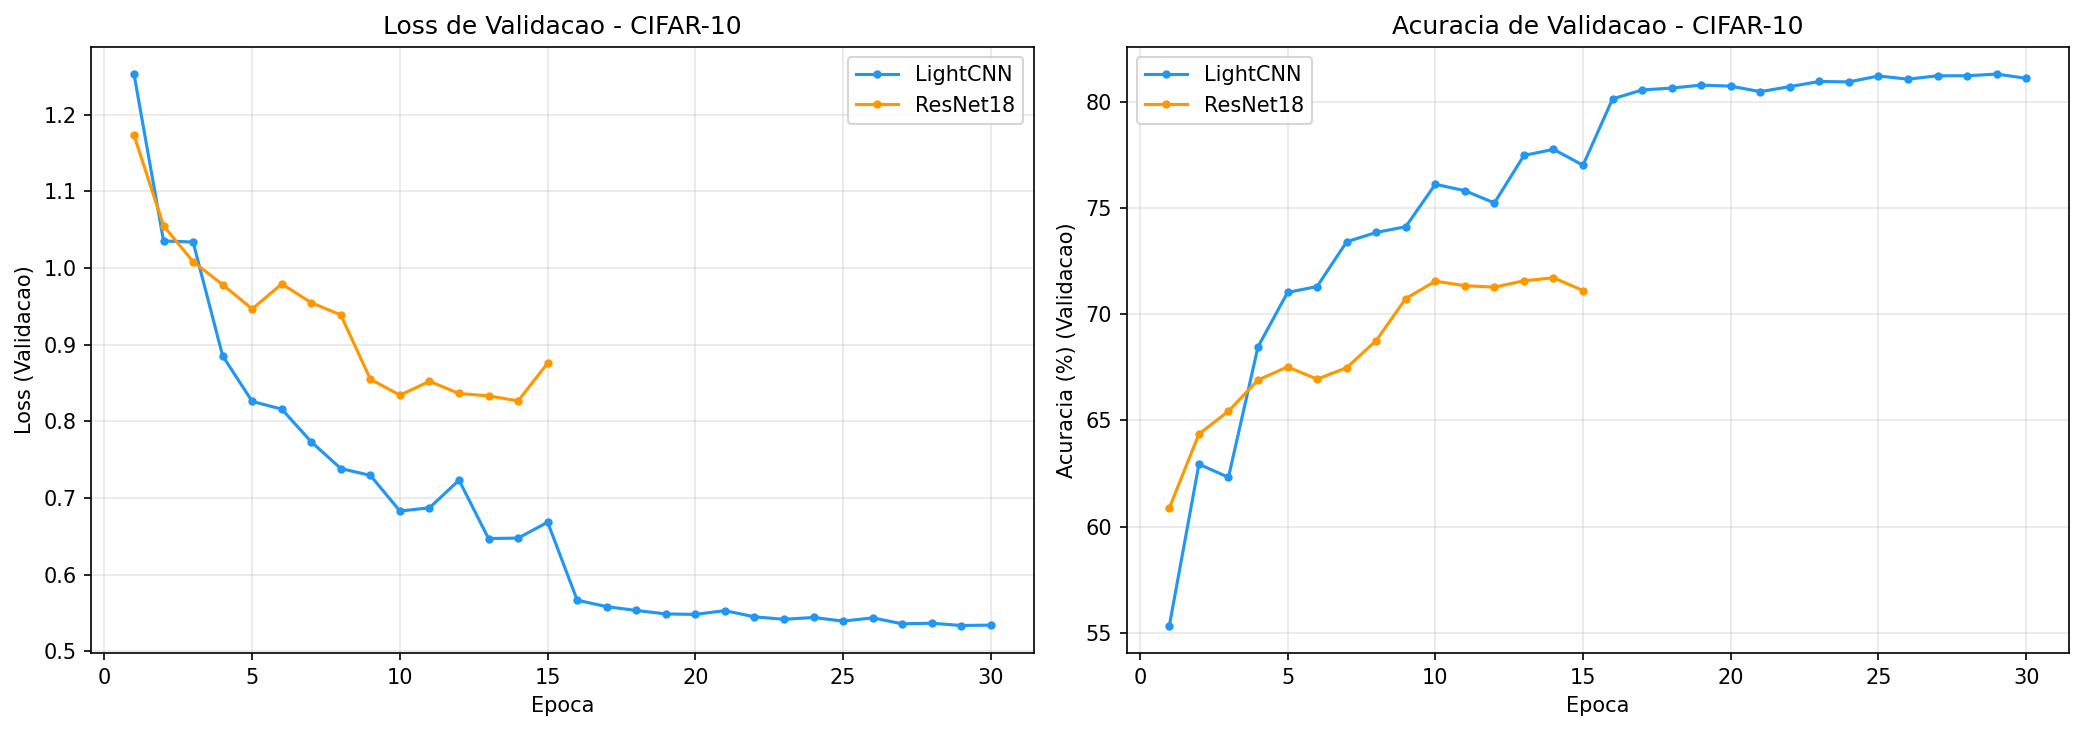 Loss de Validacao - CIFAR-10
LightCNN
ResNet18
1.2
1.1
1.0
0.9
0.8
0.7
0.6
0.5
Loss (Validacao)
0 5 10 15 20 25 30
Epoca
Acuracia de Validacao - CIFAR-10
LightCNN
ResNet18
80
75
70
65
60
55
Acuracia (%) (Validacao)
0 5 10 15 20 25 30
Epoca